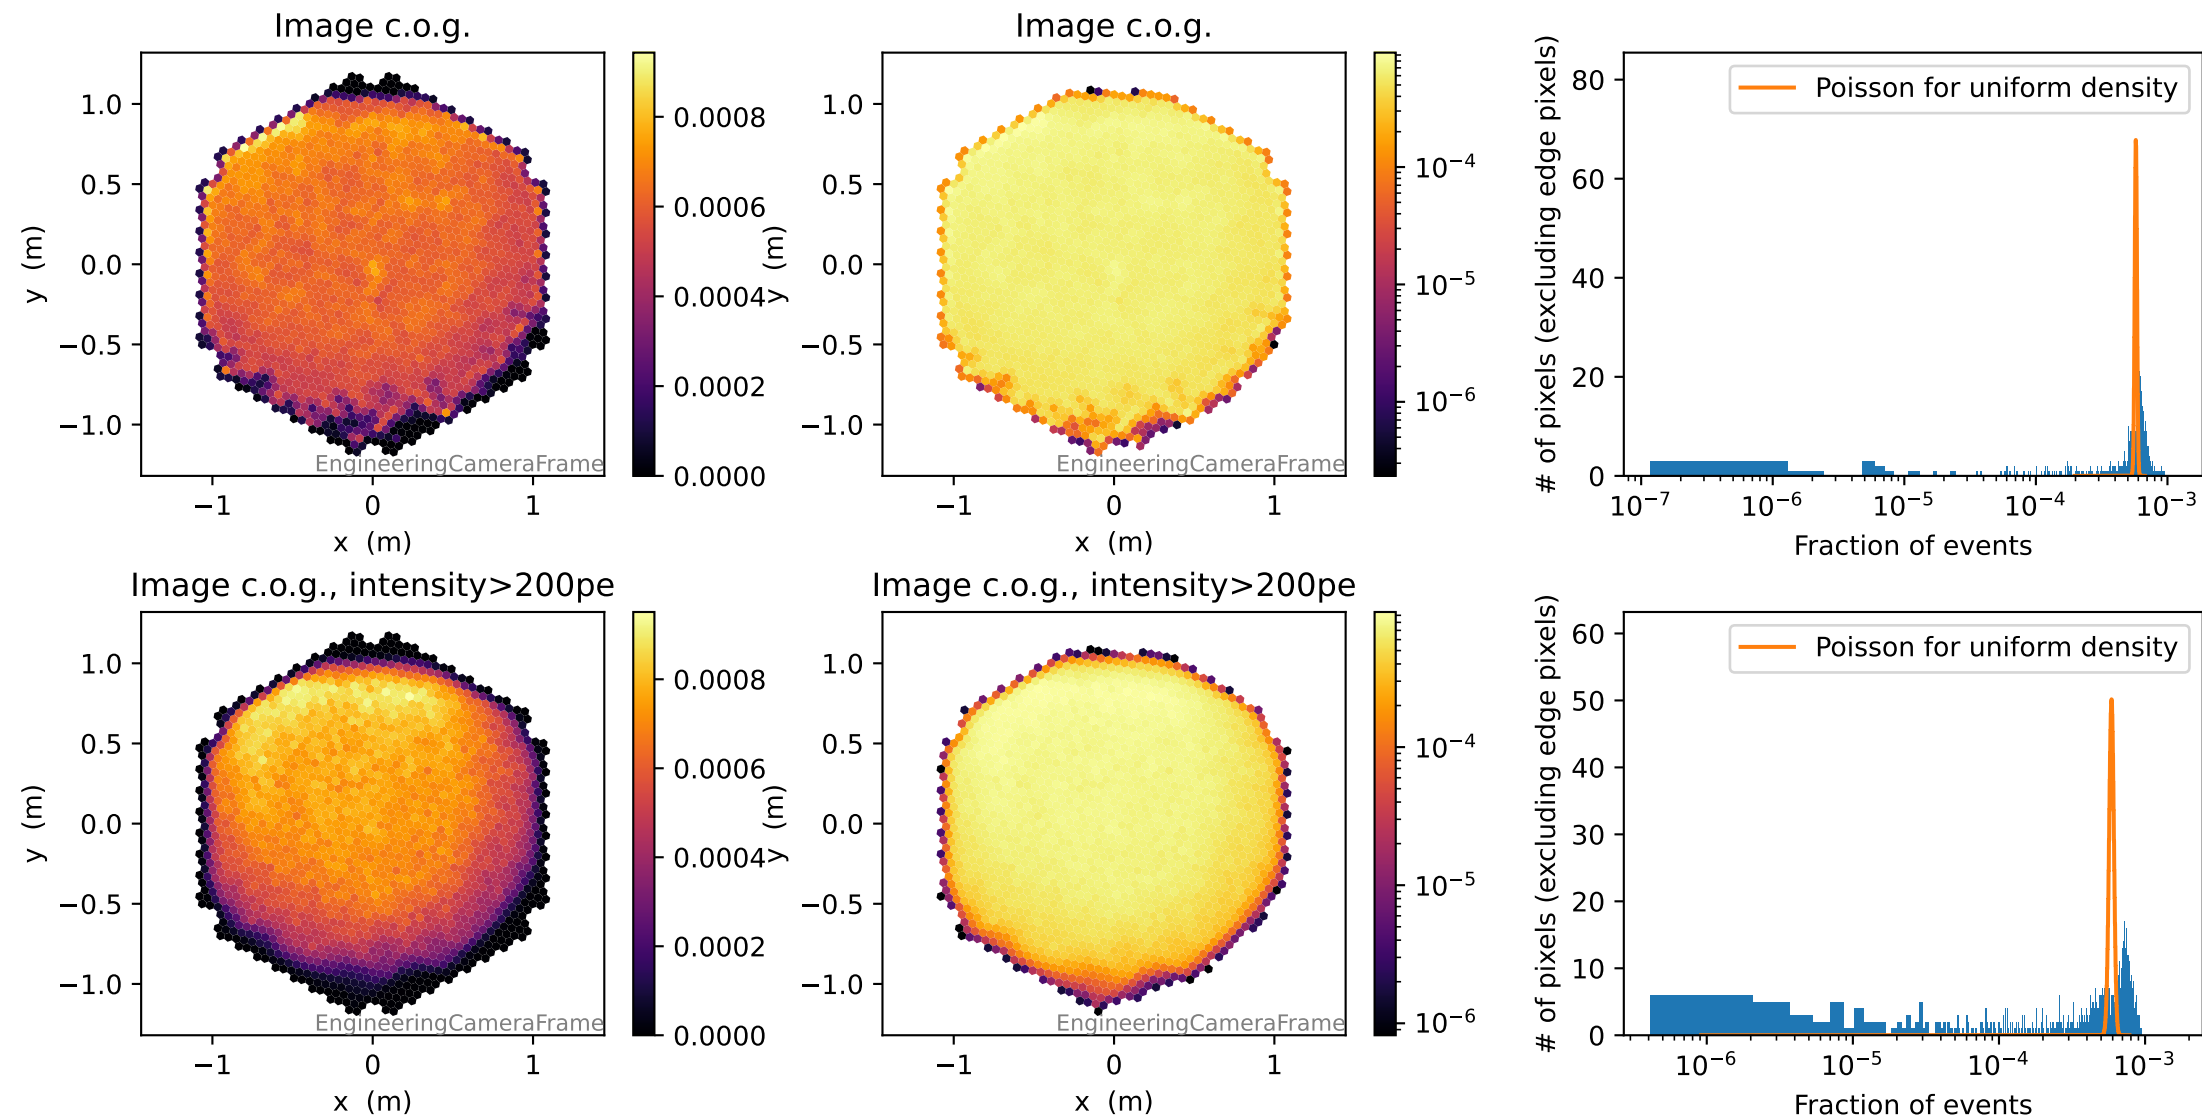 Image c.o.g.
1.0
0.5
0.0
−0.5
−1.0
y (m)
−1 0 1
x (m)
EngineeringCameraFrame
0.0008
0.0006
0.0004
0.0002
0.0000
Image c.o.g.
1.0
0.5
0.0
−0.5
−1.0
y (m)
−1 0 1
x (m)
EngineeringCameraFrame
10⁻⁴
10⁻⁵
10⁻⁶
Poisson for uniform density
80
60
40
20
0
# of pixels (excluding edge pixels)
10⁻⁷ 10⁻⁶ 10⁻⁵ 10⁻⁴ 10⁻³
Fraction of events
Image c.o.g., intensity>200pe
1.0
0.5
0.0
−0.5
−1.0
y (m)
−1 0 1
x (m)
EngineeringCameraFrame
0.0008
0.0006
0.0004
0.0002
0.0000
Image c.o.g., intensity>200pe
1.0
0.5
0.0
−0.5
−1.0
y (m)
−1 0 1
x (m)
EngineeringCameraFrame
10⁻⁴
10⁻⁵
10⁻⁶
Poisson for uniform density
60
50
40
30
20
10
0
# of pixels (excluding edge pixels)
10⁻⁶ 10⁻⁵ 10⁻⁴ 10⁻³
Fraction of events